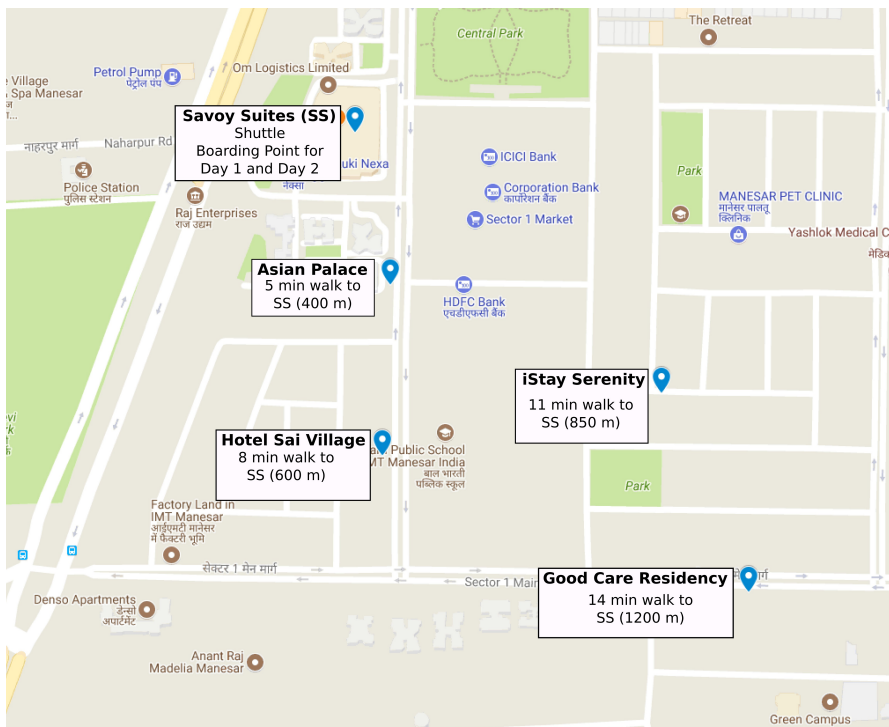 Central Park
The Retreat
Om Logistics Limited
Petrol Pump
पेट्रोल पंप
e Village
Spa Manesar
ज
ा...
Savoy Suites (SS)
Shuttle
Boarding Point for
Day 1 and Day 2
uki Nexa
नेक्सा
नाहरपुर मार्ग
Naharpur Rd
ICICI Bank
Police Station
पुलिस स्टेशन
Park
Corporation Bank
कार्पोरेशन बैंक
MANESAR PET CLINIC
मानेसर पालतू
क्लिनिक
Raj Enterprises
राज उद्यम
Sector 1 Market
Yashlok Medical C
मेडिक
Asian Palace
5 min walk to
SS (400 m)
HDFC Bank
एचडीएफसी बैंक
iStay Serenity
11 min walk to
SS (850 m)
Hotel Sai Village
8 min walk to
SS (600 m)
Public School
MT Manesar India
बाल भारती
पब्लिक स्कूल
Park
Factory Land in
IMT Manesar
आईएमटी मानेसर
में फैक्टरी भूमि
सेक्टर 1 मेन मार्ग
Sector 1 Main
Good Care Residency
14 min walk to
SS (1200 m)
Denso Apartments
डेन्सो
अपार्टमेंट
Anant Raj
Madelia Manesar
Green Campus